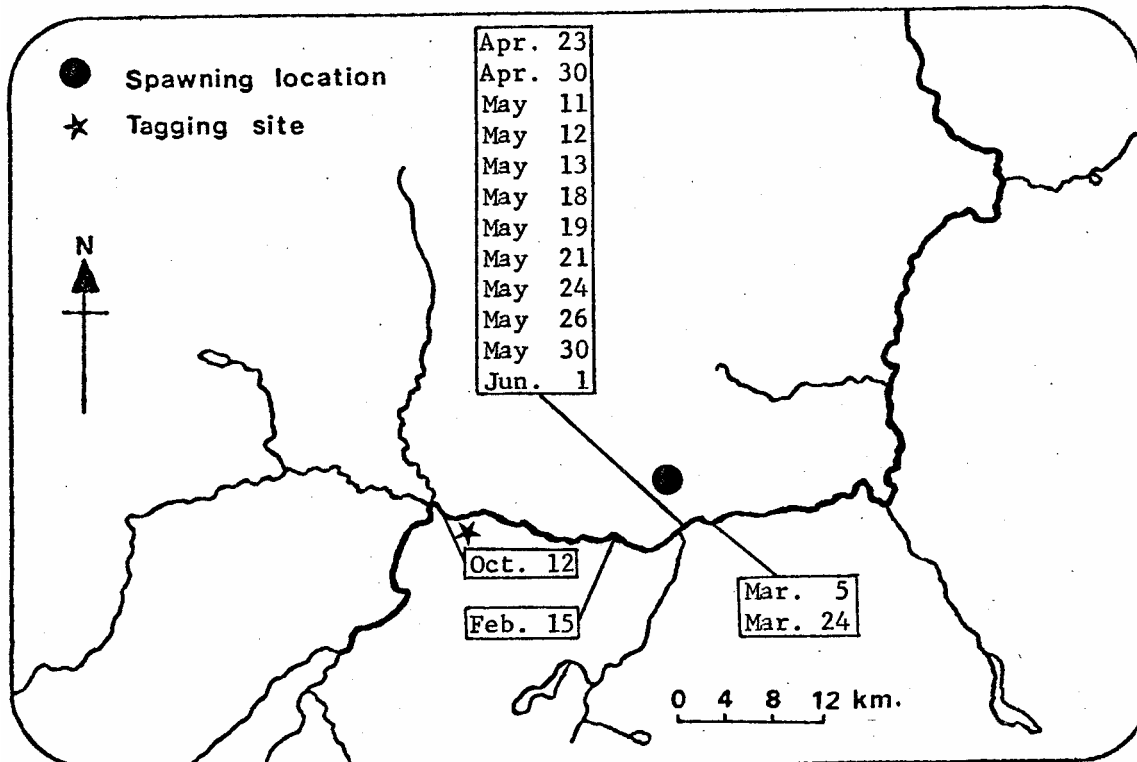 Spawning location
Tagging site
N
Apr. 23
Apr. 30
May 11
May 12
May 13
May 18
May 19
May 21
May 24
May 26
May 30
Jun. 1
Oct. 12
Feb. 15
Mar. 5
Mar. 24
0 4 8 12 km.